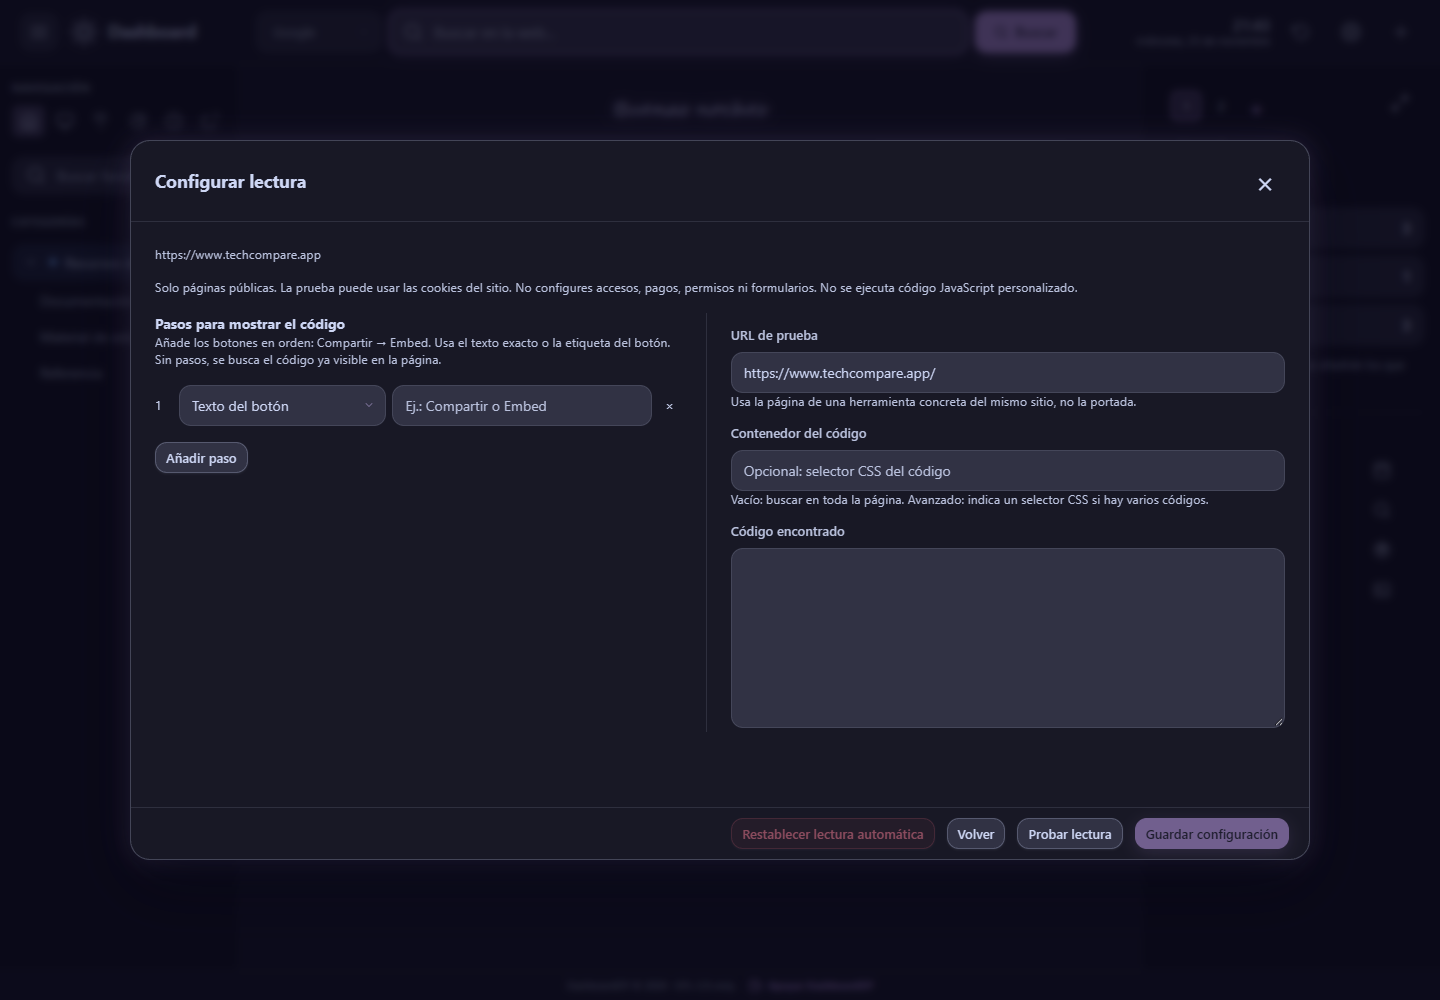 Dashboard
Configurar lectura
https://www.techcompare.app
Solo páginas públicas. La prueba puede usar las cookies del sitio. No configures accesos, pagos, permisos ni formularios. No se ejecuta código JavaScript personalizado.
Pasos para mostrar el código
Añade los botones en orden: Compartir → Embed. Usa el texto exacto o la etiqueta del botón.
Sin pasos, se busca el código ya visible en la página.
1 Texto del botón Ej.: Compartir o Embed ×
Añadir paso
URL de prueba
https://www.techcompare.app/
Usa la página de una herramienta concreta del mismo sitio, no la portada.
Contenedor del código
Opcional: selector CSS del código
Vacío: buscar en toda la página. Avanzado: indica un selector CSS si hay varios códigos.
Código encontrado
Restablecer lectura automática Volver Probar lectura Guardar configuración